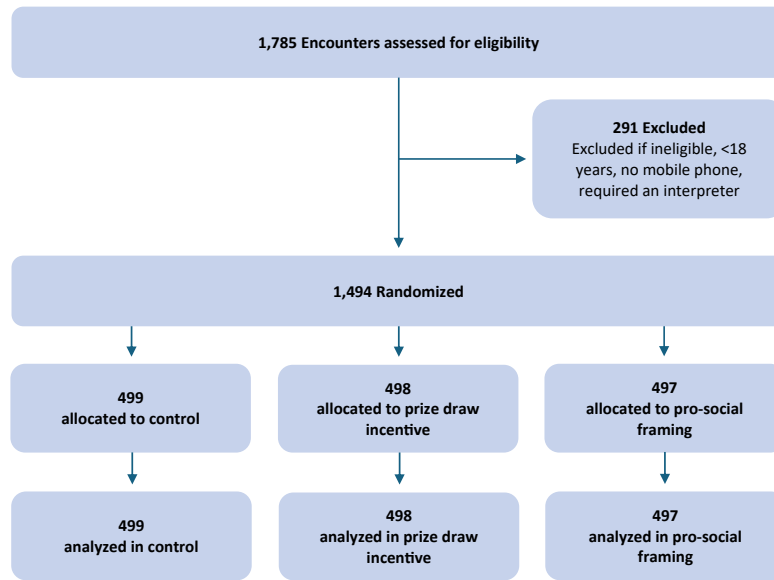 1,785 Encounters assessed for eligibility
291 Excluded
Excluded if ineligible, <18
years, no mobile phone,
required an interpreter
1,494 Randomized
499
allocated to control
498
allocated to prize draw
incentive
497
allocated to pro-social
framing
499
analyzed in control
498
analyzed in prize draw
incentive
497
analyzed in pro-social
framing